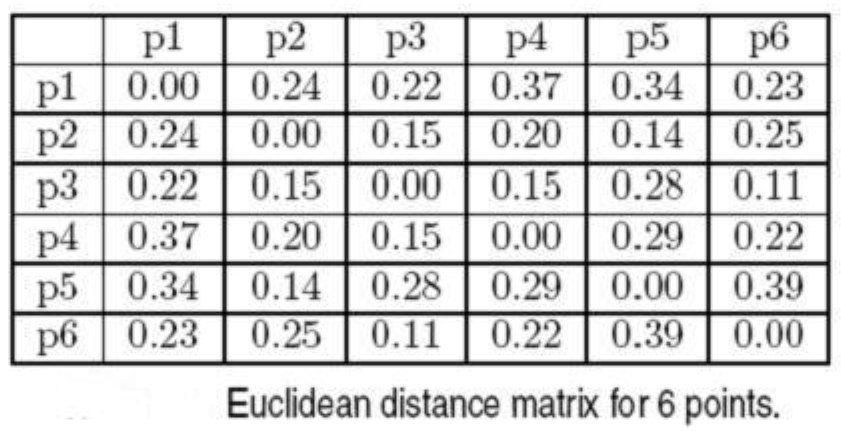 p1 p2 p3 p4 p5 p6
p1 0.00 0.24 0.22 0.37 0.34 0.23
p2 0.24 0.00 0.15 0.20 0.14 0.25
p3 0.22 0.15 0.00 0.15 0.28 0.11
p4 0.37 0.20 0.15 0.00 0.29 0.22
p5 0.34 0.14 0.28 0.29 0.00 0.39
p6 0.23 0.25 0.11 0.22 0.39 0.00
Euclidean distance matrix for 6 points.